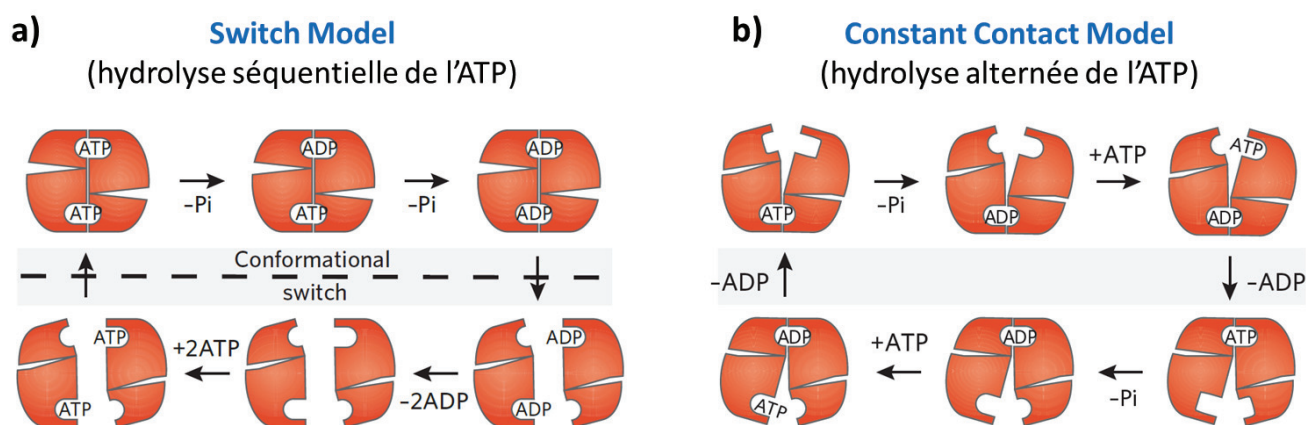 a)
Switch Model
(hydrolyse séquentielle de l'ATP)
ATP
ATP
–Pi
ADP
ATP
–Pi
ADP
ADP
Conformational
switch
ATP
ATP
+2ATP
–2ADP
ADP
ADP
b)
Constant Contact Model
(hydrolyse alternée de l'ATP)
ATP
–Pi
ADP
+ATP
ATP
ADP
–ADP
–ADP
ADP
ATP
+ATP
ADP
–Pi
ATP